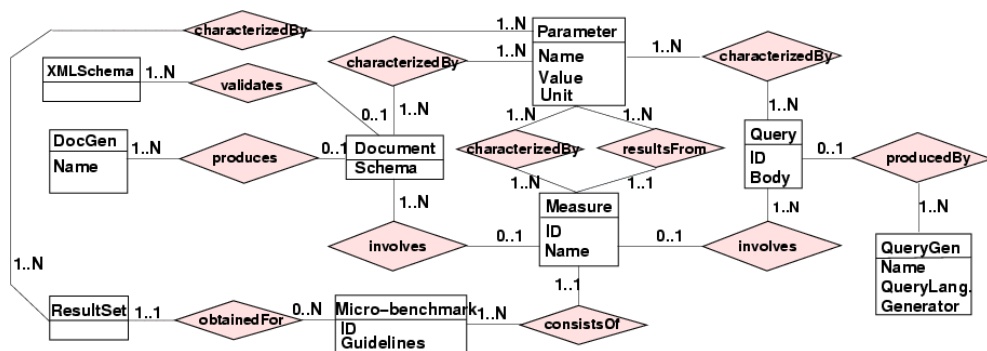 1..N
characterizedBy
1..N
Parameter
Name
Value
Unit
1..N
characterizedBy
1..N
characterizedBy
1..N
XMLSchema
1..N
validates
0..1
1..N
1..N
1..N
1..N
DocGen
Name
1..N
produces
0..1
Document
Schema
characterizedBy
resultsFrom
Query
ID
Body
0..1
producedBy
1..N
1..N
1..1
1..N
1..N
Measure
ID
Name
involves
0..1
0..1
involves
QueryGen
Name
QueryLang.
Generator
1..N
1..1
ResultSet
1..1
obtainedFor
0..N
Micro-benchmark
ID
Guidelines
1..N
consistsOf